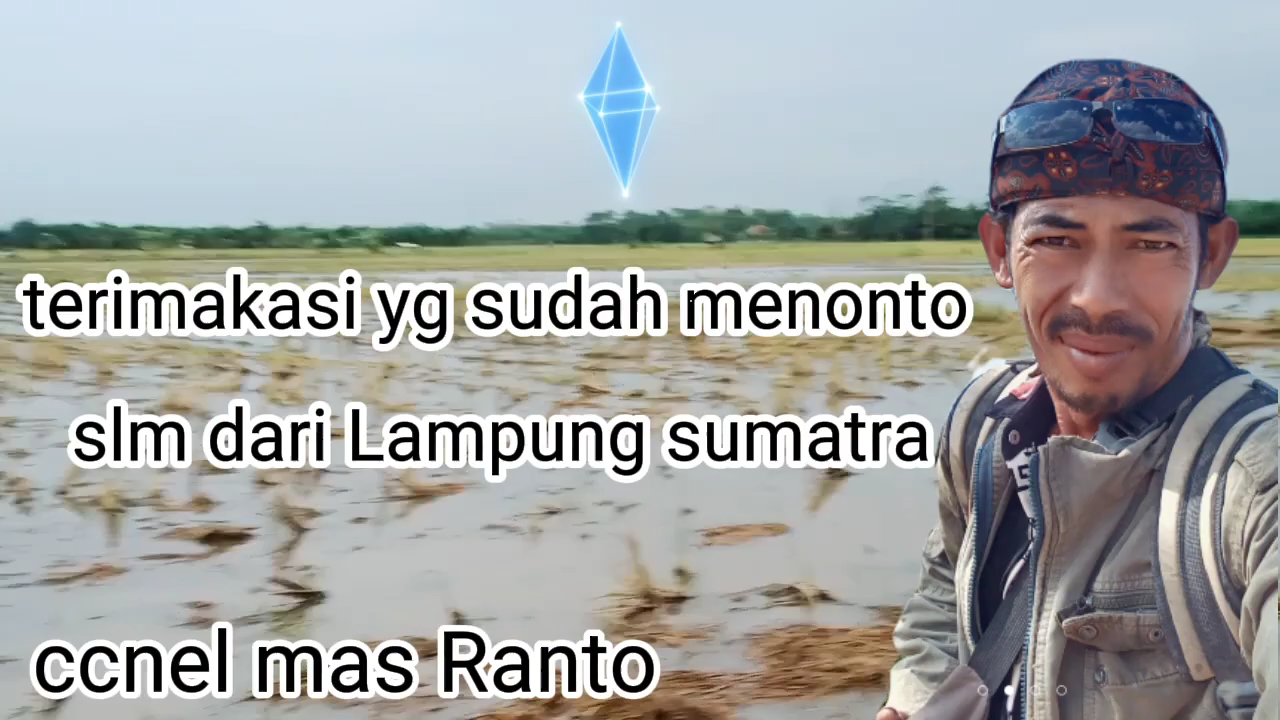 terimakasi yg sudah menonto
slm dari Lampung sumatra
ccnel mas Ranto